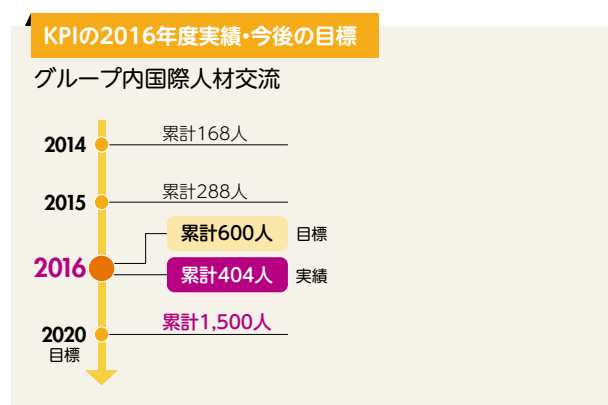 KPIの2016年度実績・今後の目標
グループ内国際人材交流
2014 累計168人
2015 累計288人
累計600人 目標
2016
累計404人 実績
2020 累計1,500人
目標